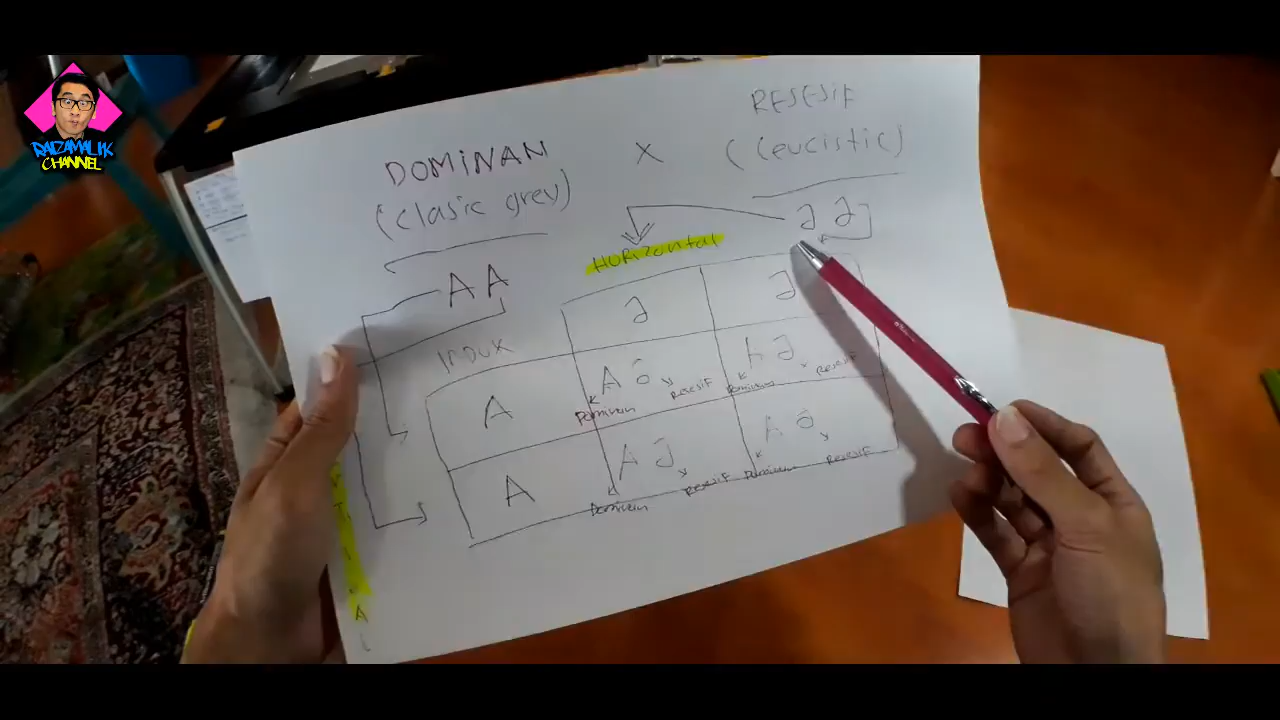 RAIZAMALIK
CHANNEL
DOMINAN x RESESIF
(clasic grey) (leucistic)
AA aa
HORizontal
INDUK
a a
A Aa Aa
Dominan Resesif Dominan Resesif
A Aa Aa
Dominan Resesif Dominan Resesif